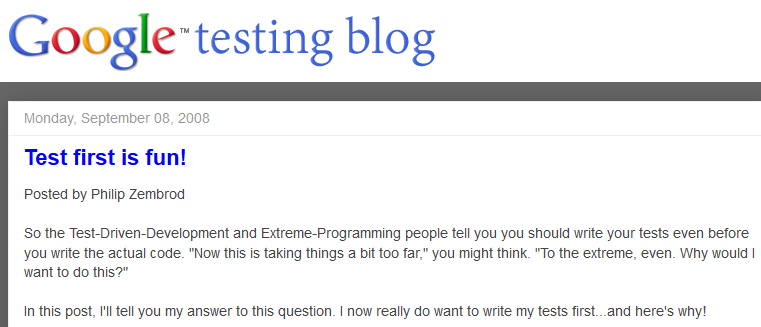 Google™ testing blog
Monday, September 08, 2008
Test first is fun!
Posted by Philip Zembrod
So the Test-Driven-Development and Extreme-Programming people tell you you should write your tests even before
you write the actual code. "Now this is taking things a bit too far," you might think. "To the extreme, even. Why would I
want to do this?"
In this post, I'll tell you my answer to this question. I now really do want to write my tests first...and here's why!